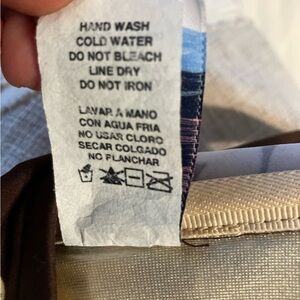 HAND WASH
COLD WATER
DO NOT BLEACH
LINE DRY
DO NOT IRON
LAVAR A MANO
CON AGUA FRIA
NO USAR CLORO
SECAR COLGADO
NO PLANCHAR